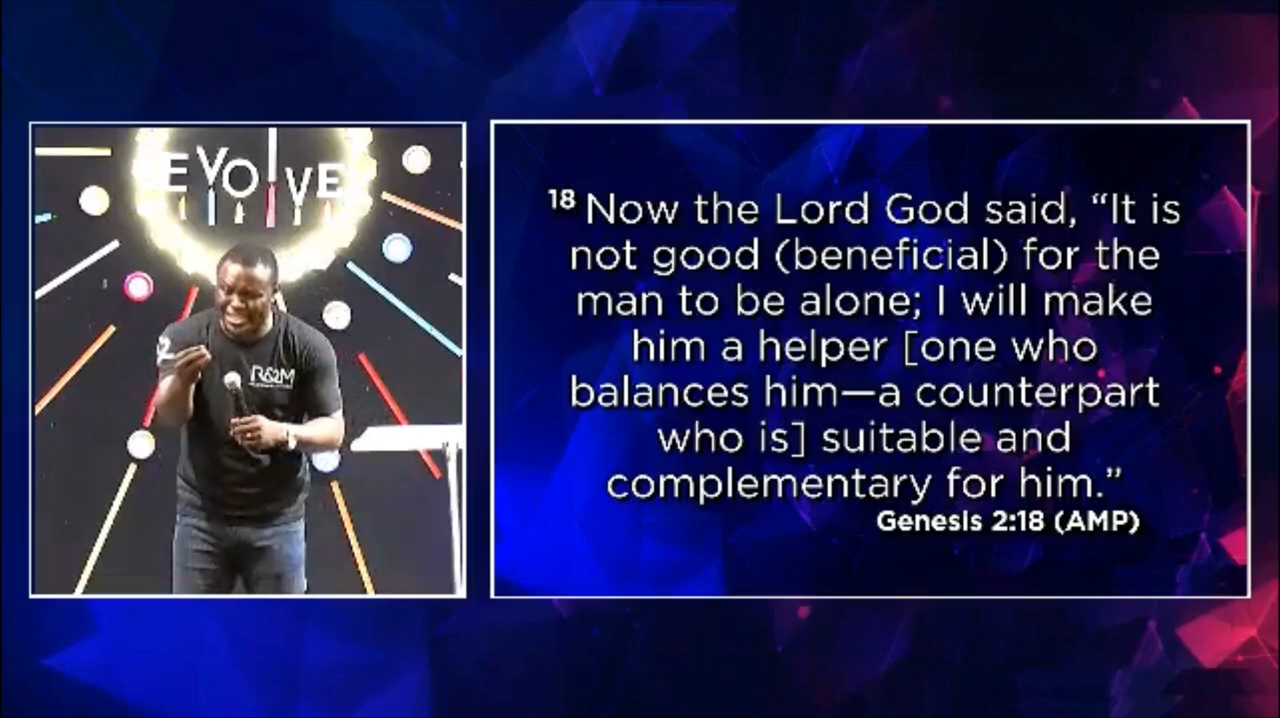 EVOLVE
R&M
18 Now the Lord God said, “It is
not good (beneficial) for the
man to be alone; I will make
him a helper [one who
balances him—a counterpart
who is] suitable and
complementary for him.”
Genesis 2:18 (AMP)